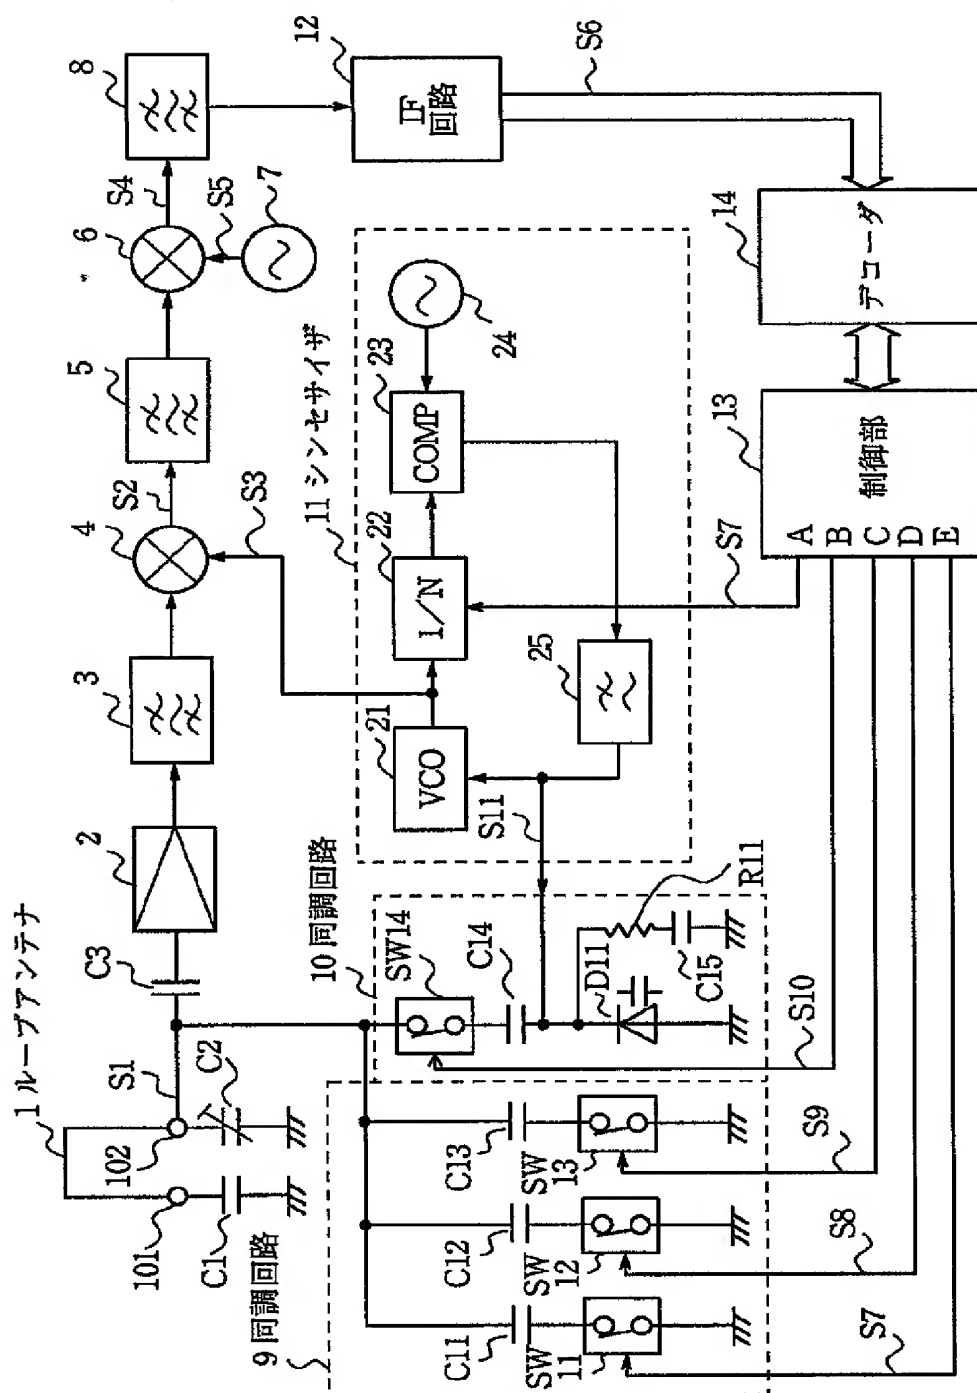 1 ループアンテナ
101
102
S1
C1
C2
C3
2
3
4
S2
5
6
S4
S5
7
8
12
IF
回路
S6
S3
11 シンセサイザ
21
VCO
22
1/N
23
COMP
24
25
S11
S7
14
デコーダ
13
制御部
A
B
C
D
E
10 同調回路
SW14
C14
D11
R11
C15
S10
9 同調回路
C11
SW
11
C12
SW
12
C13
SW
13
S9
S8
S7